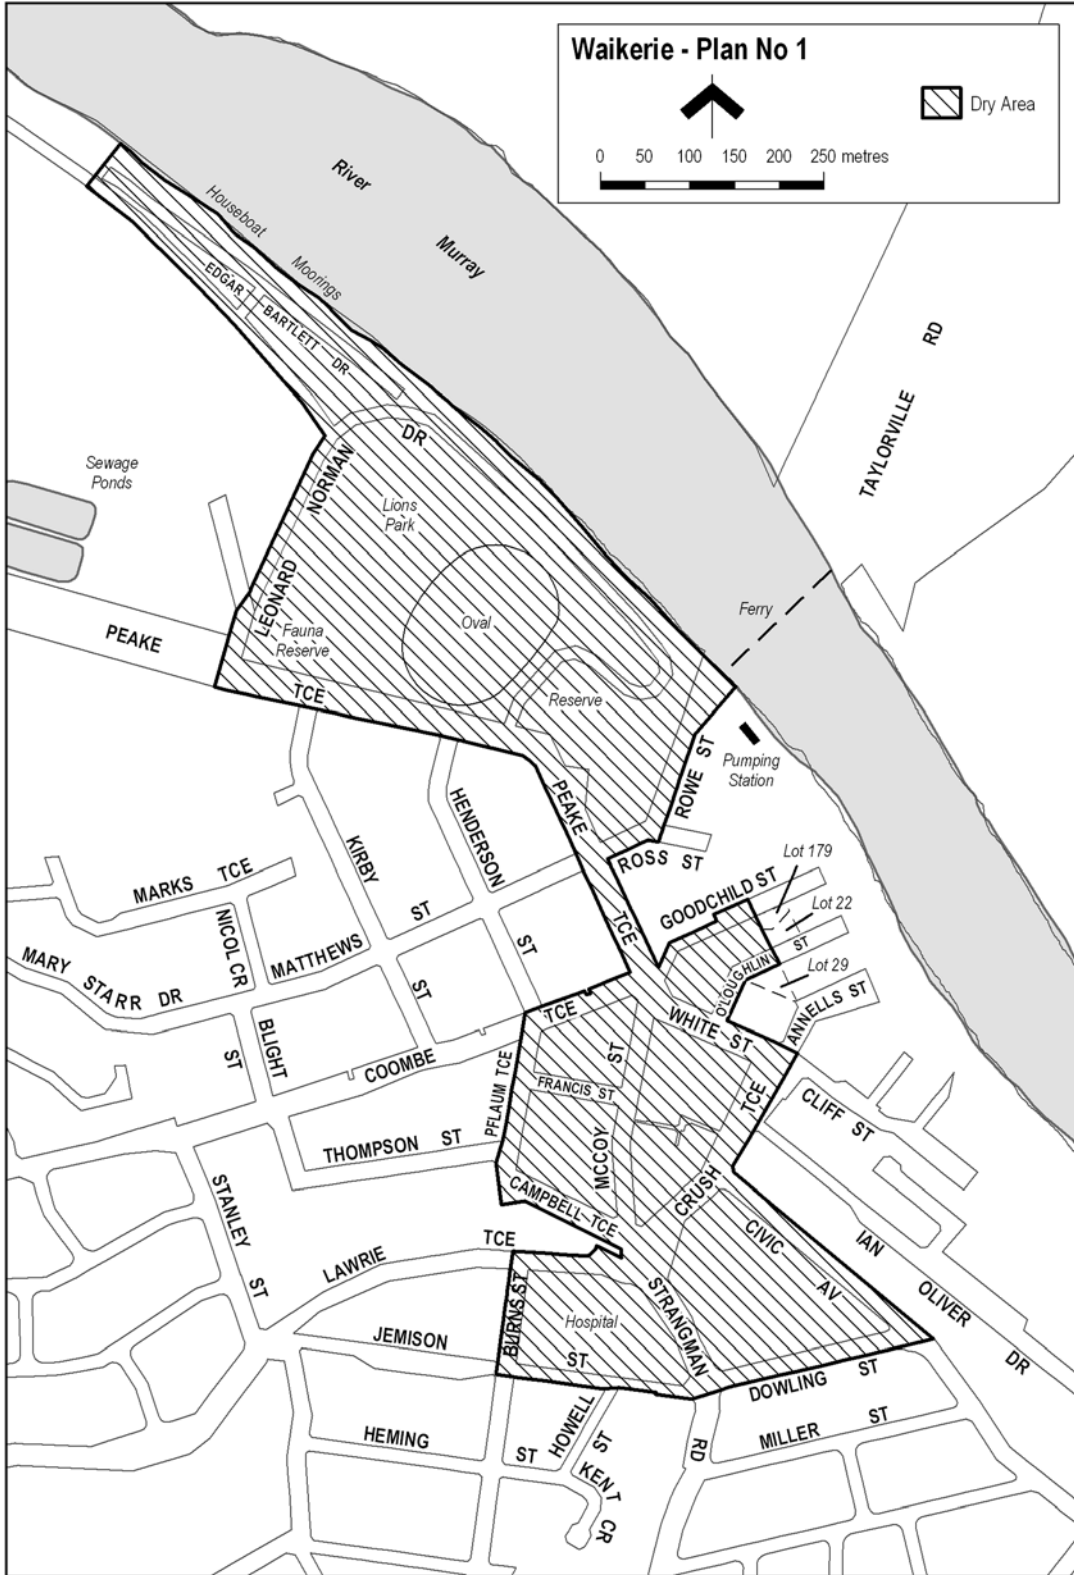 Waikerie - Plan No 1
Dry Area
0 50 100 150 200 250 metres
River
Murray
Houseboat
Moorings
EDGAR
BARTLETT DR
TAYLORVILLE RD
NORMAN
DR
Sewage
Ponds
Lions
Park
LEONARD
Fauna
Reserve
Oval
Ferry
PEAKE
TCE
Reserve
ROWE ST
Pumping
Station
PEAKE
TCE
HENDERSON
ST
KIRBY
ST
ROSS ST
Lot 179
MARKS TCE
GOODCHILD ST
Lot 22
NICOL CR
MATTHEWS
ST
O'LOUGHLIN
ST
Lot 29
MARY STARR DR
ANNELLS ST
WHITE ST
TCE
BLIGHT
ST
COOMBE
PFLAUM TCE
FRANCIS ST
MCCOY
ST
CRUSH
TCE
CLIFF ST
THOMPSON ST
STANLEY
ST
CAMPBELL TCE
LAWRIE
TCE
CIVIC
AV
IAN
OLIVER
DR
STRANGMAN
RD
BURNS ST
Hospital
JEMISON
ST
DOWLING ST
MILLER ST
HOWELL
ST
HEMING
ST
KENT
CR